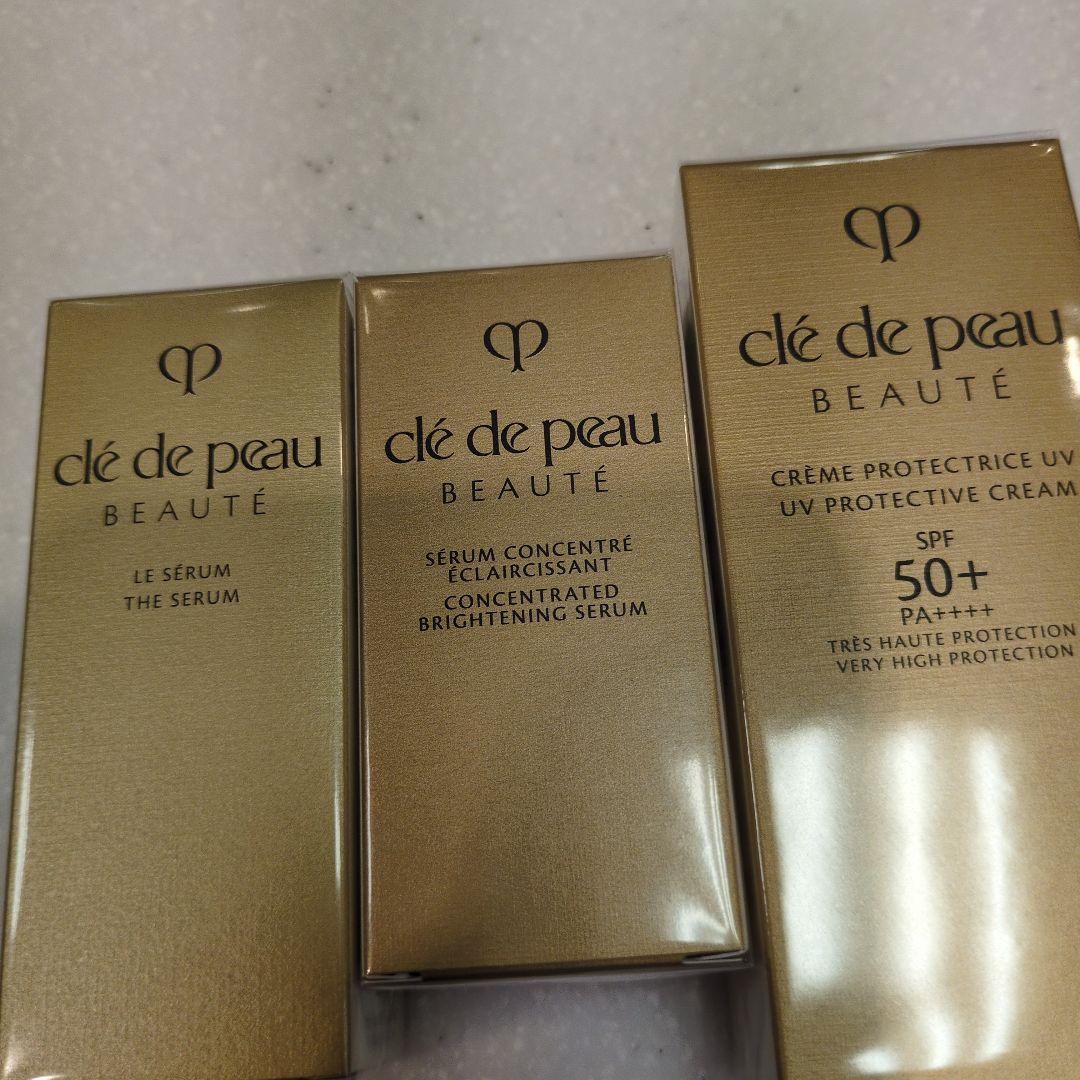 clé de peau
BEAUTÉ
LE SÉRUM
THE SERUM
clé de peau
BEAUTÉ
SÉRUM CONCENTRÉ
ÉCLAIRCISSANT
CONCENTRATED
BRIGHTENING SERUM
clé de peau
BEAUTÉ
CRÈME PROTECTRICE UV
UV PROTECTIVE CREAM
SPF
50+
PA++++
TRÈS HAUTE PROTECTION
VERY HIGH PROTECTION